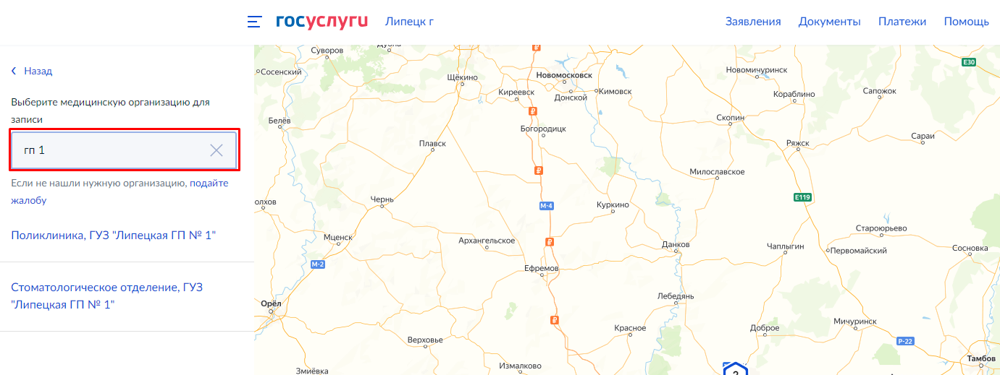 госуслуги
Липецк г
Заявления
Документы
Платежи
Помощь
Назад
Выберите медицинскую организацию для
записи
гп 1
Если не нашли нужную организацию, подайте
жалобу
Поликлиника, ГУЗ "Липецкая ГП № 1"
Стоматологическое отделение, ГУЗ
"Липецкая ГП № 1"
Суворов
Дубна
Сосенский
Щёкино
Новомосковск
Киреевск
Донской
Кимовск
Новомичуринск
E30
Кораблино
Сапожок
Белёв
Богородицк
Скопин
Плавск
Ряжск
Сараи
Милославское
E119
Чернь
М-4
Куркино
олхов
Мценск
Архангельское
Данков
Староюрьево
Чаплыгин
Первомайский
Сосновка
М-2
Ефремов
Лебедянь
Орёл
Мичуринск
Красное
Доброе
Р-22
Верховье
Тамбов
Змиёвка
Измалково
2